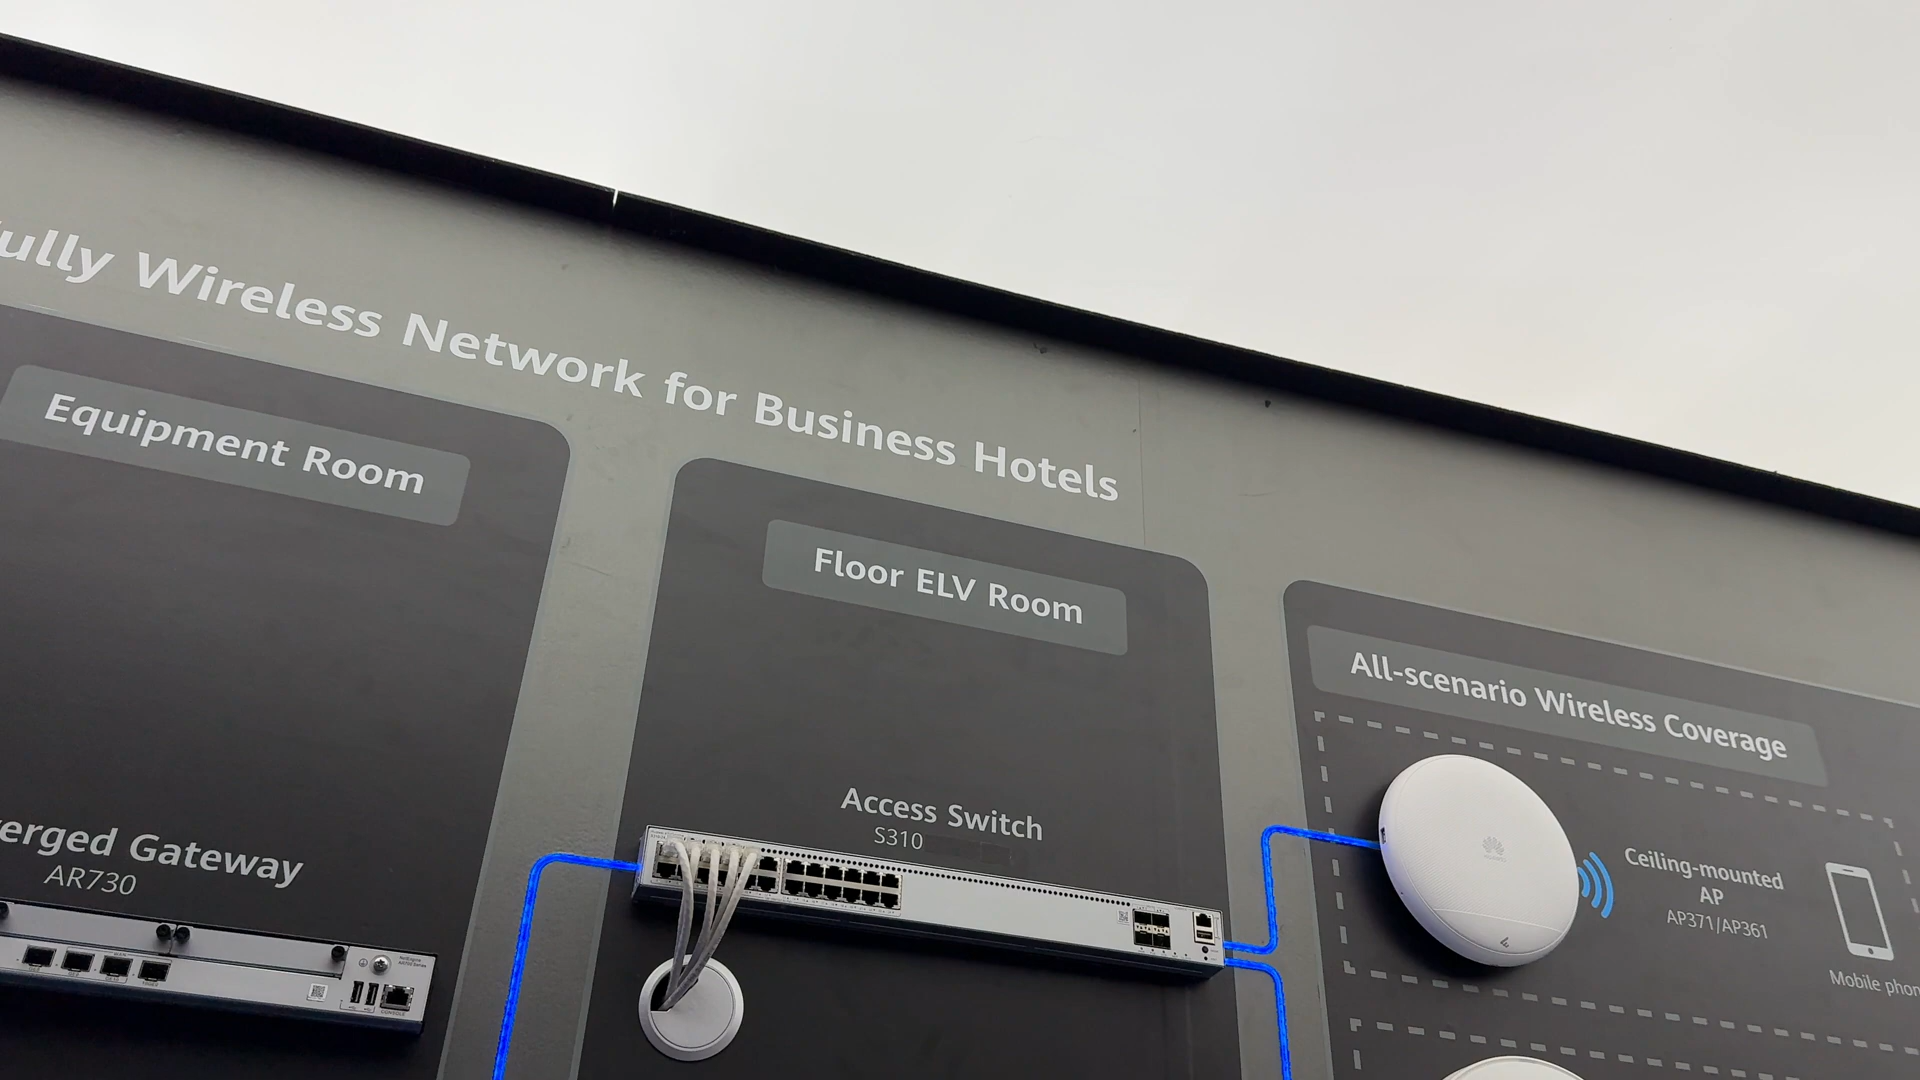 ully Wireless Network for Business Hotels
Equipment Room
erged Gateway
AR730
CONSOLE
Floor ELV Room
Access Switch
S310
All-scenario Wireless Coverage
Ceiling-mounted
AP
AP371/AP361
Mobile phon